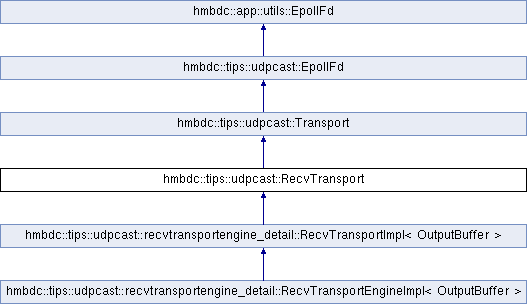 hmbdc::app::utils::EpollFd
hmbdc::tips::udpcast::EpollFd
hmbdc::tips::udpcast::Transport
hmbdc::tips::udpcast::RecvTransport
hmbdc::tips::udpcast::recvtransportengine_detail::RecvTransportImpl< OutputBuffer >
hmbdc::tips::udpcast::recvtransportengine_detail::RecvTransportEngineImpl< OutputBuffer >